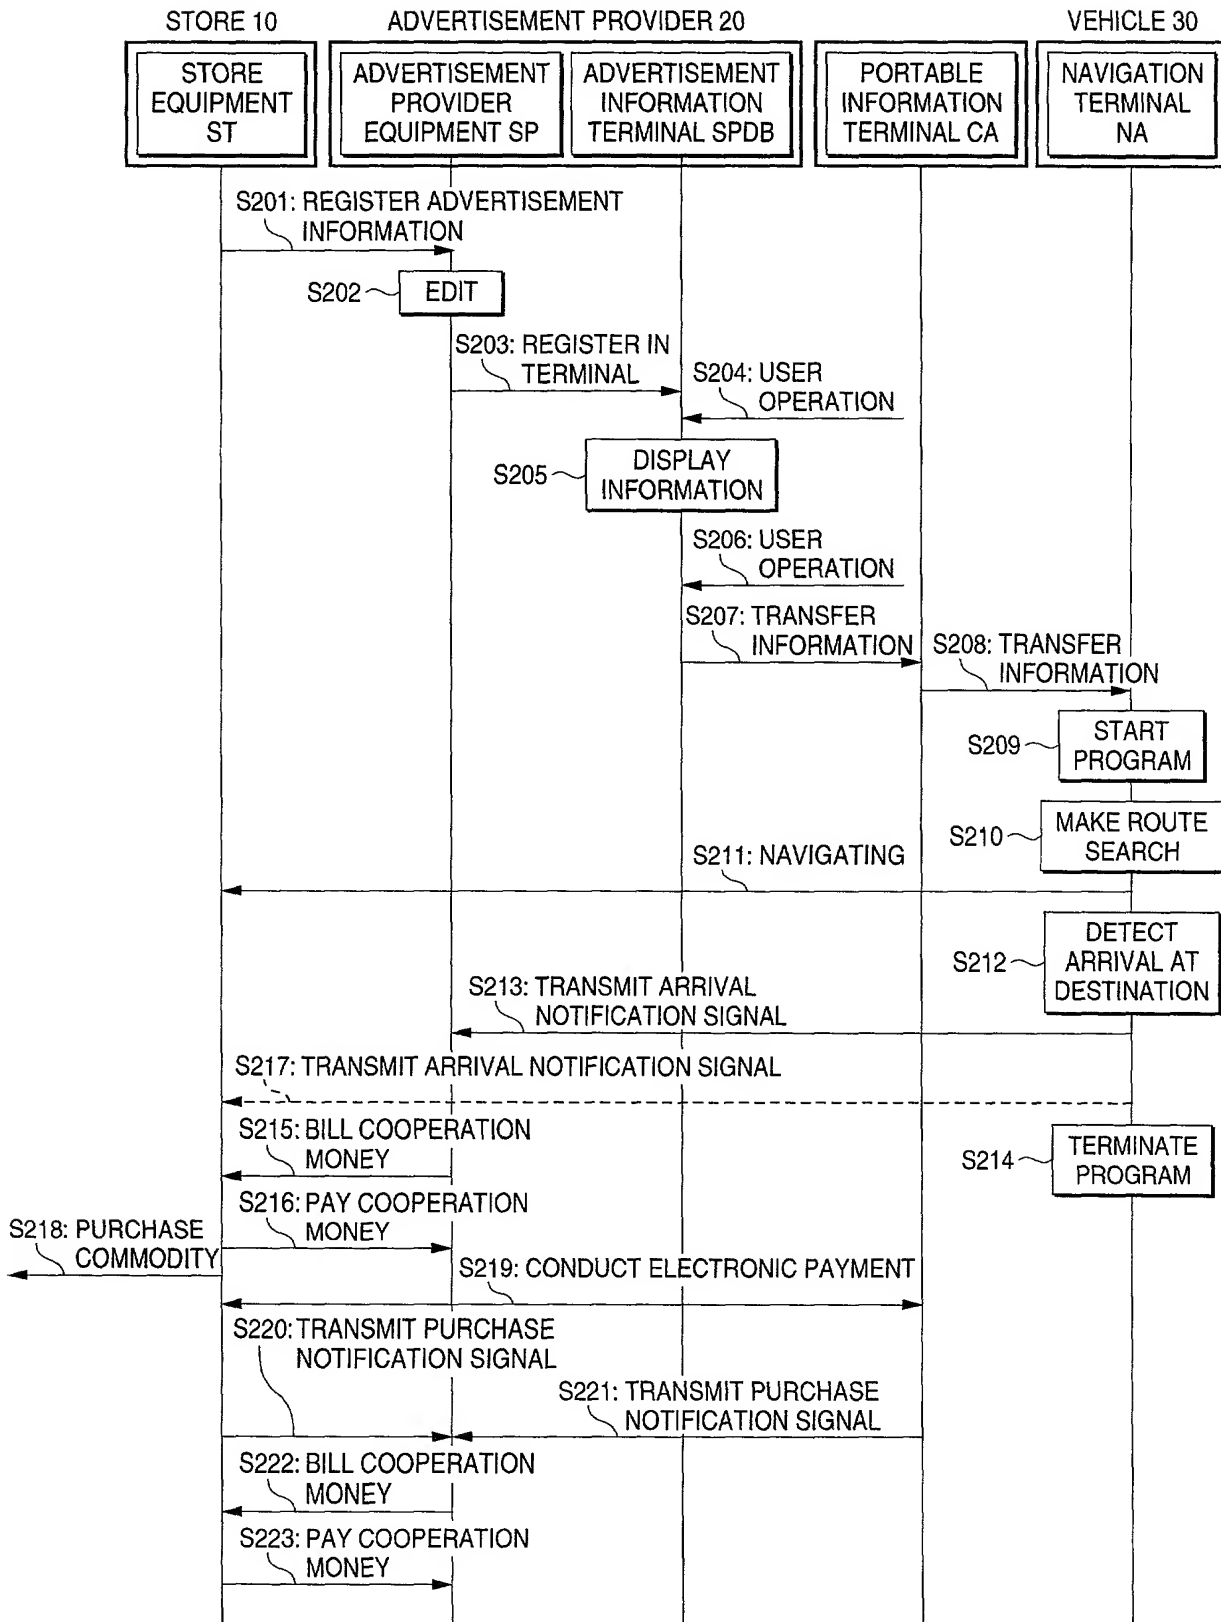 STORE 10
ADVERTISEMENT PROVIDER 20
VEHICLE 30
STORE
EQUIPMENT
ST
ADVERTISEMENT
PROVIDER
EQUIPMENT SP
ADVERTISEMENT
INFORMATION
TERMINAL SPDB
PORTABLE
INFORMATION
TERMINAL CA
NAVIGATION
TERMINAL
NA
S201: REGISTER ADVERTISEMENT
INFORMATION
S202
EDIT
S203: REGISTER IN
TERMINAL
S204: USER
OPERATION
S205
DISPLAY
INFORMATION
S206: USER
OPERATION
S207: TRANSFER
INFORMATION
S208: TRANSFER
INFORMATION
S209
START
PROGRAM
S210
MAKE ROUTE
SEARCH
S211: NAVIGATING
S212
DETECT
ARRIVAL AT
DESTINATION
S213: TRANSMIT ARRIVAL
NOTIFICATION SIGNAL
S217: TRANSMIT ARRIVAL NOTIFICATION SIGNAL
S215: BILL COOPERATION
MONEY
S214
TERMINATE
PROGRAM
S216: PAY COOPERATION
MONEY
S218: PURCHASE
COMMODITY
S219: CONDUCT ELECTRONIC PAYMENT
S220: TRANSMIT PURCHASE
NOTIFICATION SIGNAL
S221: TRANSMIT PURCHASE
NOTIFICATION SIGNAL
S222: BILL COOPERATION
MONEY
S223: PAY COOPERATION
MONEY